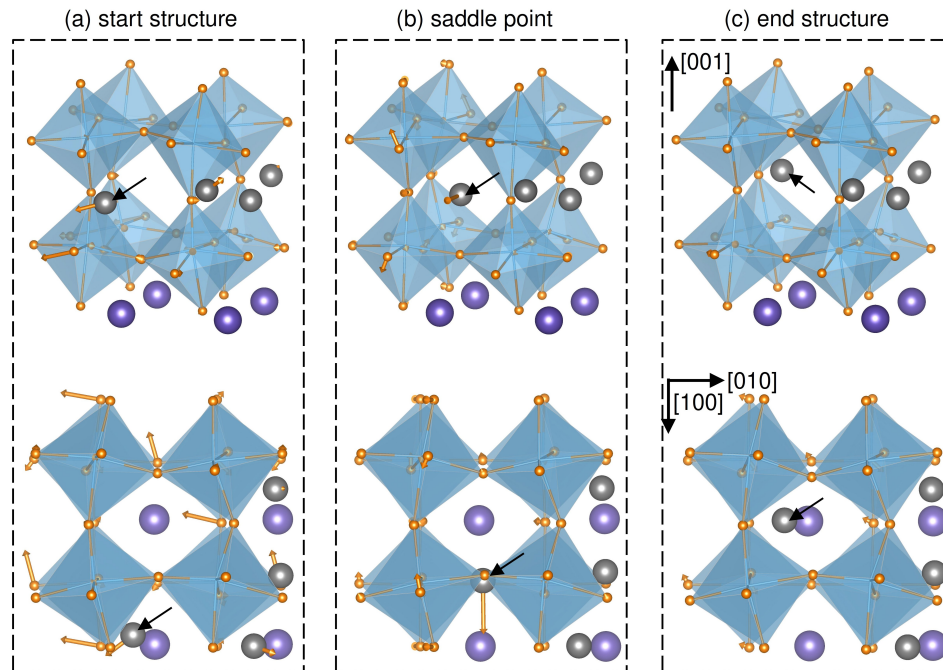 (a) start structure
(b) saddle point
(c) end structure
[001]
[010]
[100]